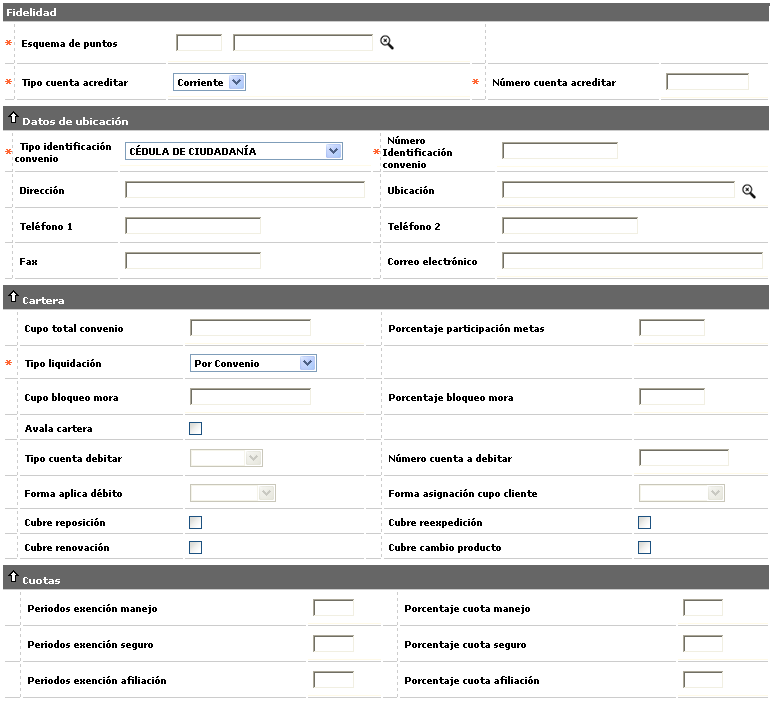 Fidelidad
* Esquema de puntos
* Tipo cuenta acreditar Corriente * Número cuenta acreditar
Datos de ubicación
* Tipo identificación convenio CÉDULA DE CIUDADANÍA * Número Identificación convenio
Dirección Ubicación
Teléfono 1 Teléfono 2
Fax Correo electrónico
Cartera
Cupo total convenio Porcentaje participación metas
* Tipo liquidación Por Convenio
Cupo bloqueo mora Porcentaje bloqueo mora
Avala cartera
Tipo cuenta debitar Número cuenta a debitar
Forma aplica débito Forma asignación cupo cliente
Cubre reposición Cubre reexpedición
Cubre renovación Cubre cambio producto
Cuotas
Periodos exención manejo Porcentaje cuota manejo
Periodos exención seguro Porcentaje cuota seguro
Periodos exención afiliación Porcentaje cuota afiliación